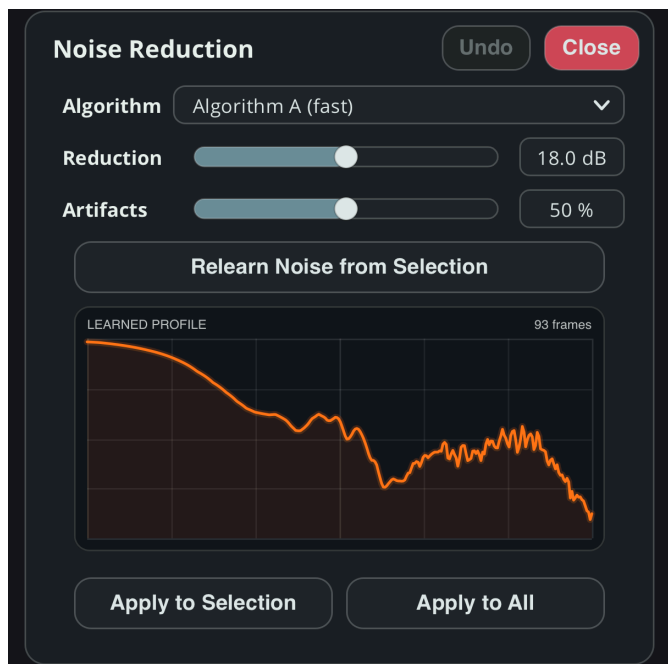 Noise Reduction
Undo
Close
Algorithm
Algorithm A (fast)
Reduction
18.0 dB
Artifacts
50 %
Relearn Noise from Selection
LEARNED PROFILE
93 frames
Apply to Selection
Apply to All